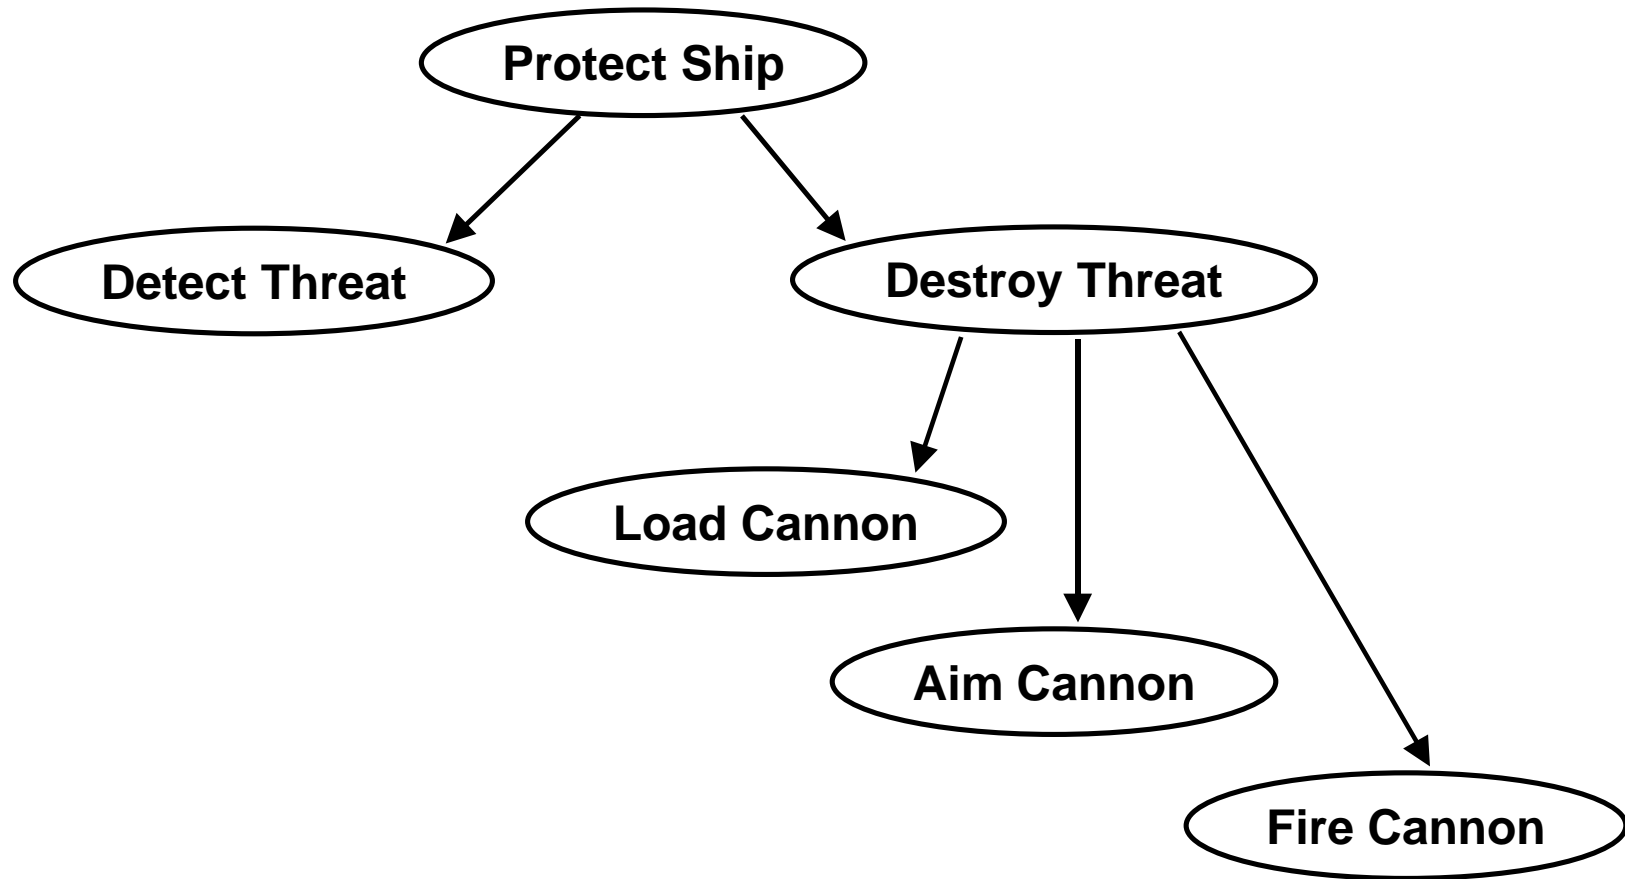 Protect Ship
Detect Threat
Destroy Threat
Load Cannon
Aim Cannon
Fire Cannon